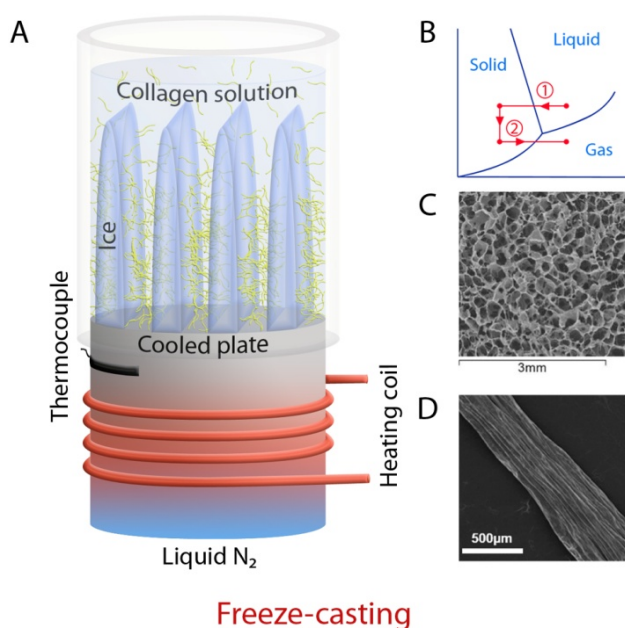 A
Collagen solution
Ice
Cooled plate
Thermocouple
Heating coil
Liquid N₂
B
Solid
Liquid
①
②
Gas
C
3mm
D
500µm
Freeze-casting